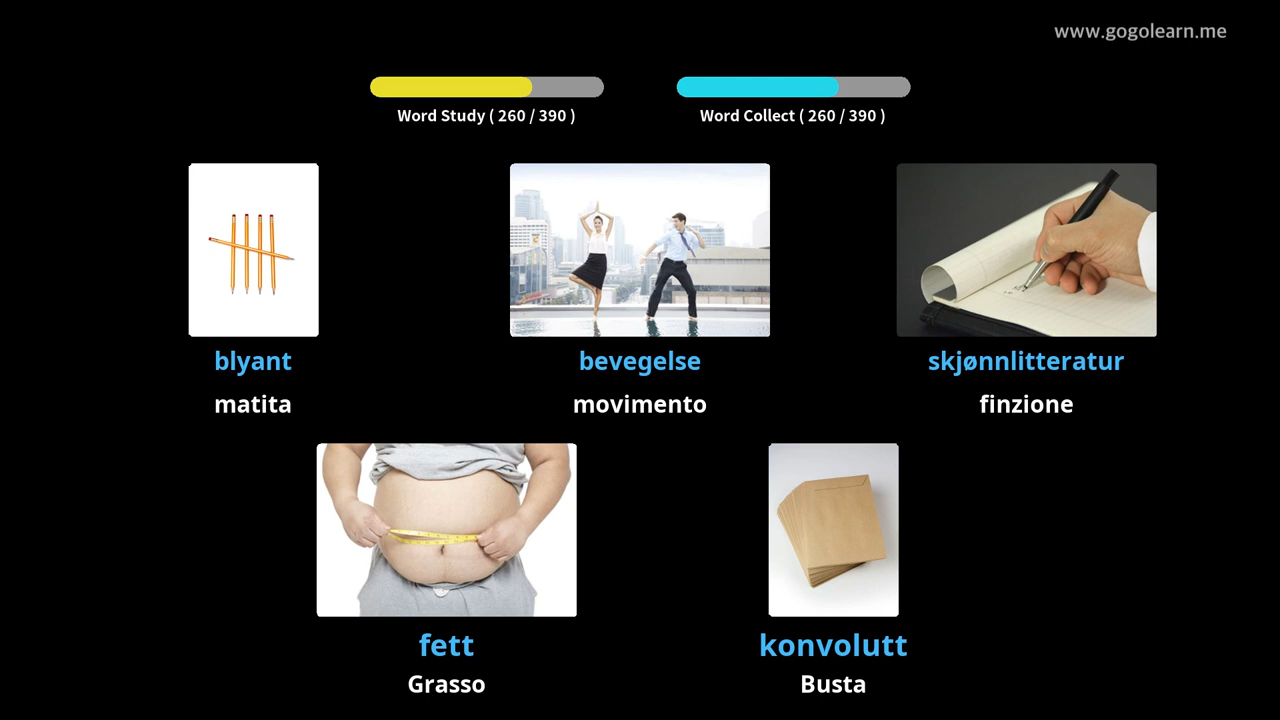 www.gogolearn.me
Word Study ( 260 / 390 )
Word Collect ( 260 / 390 )
blyant
matita
bevegelse
movimento
skjønnlitteratur
finzione
fett
Grasso
konvolutt
Busta